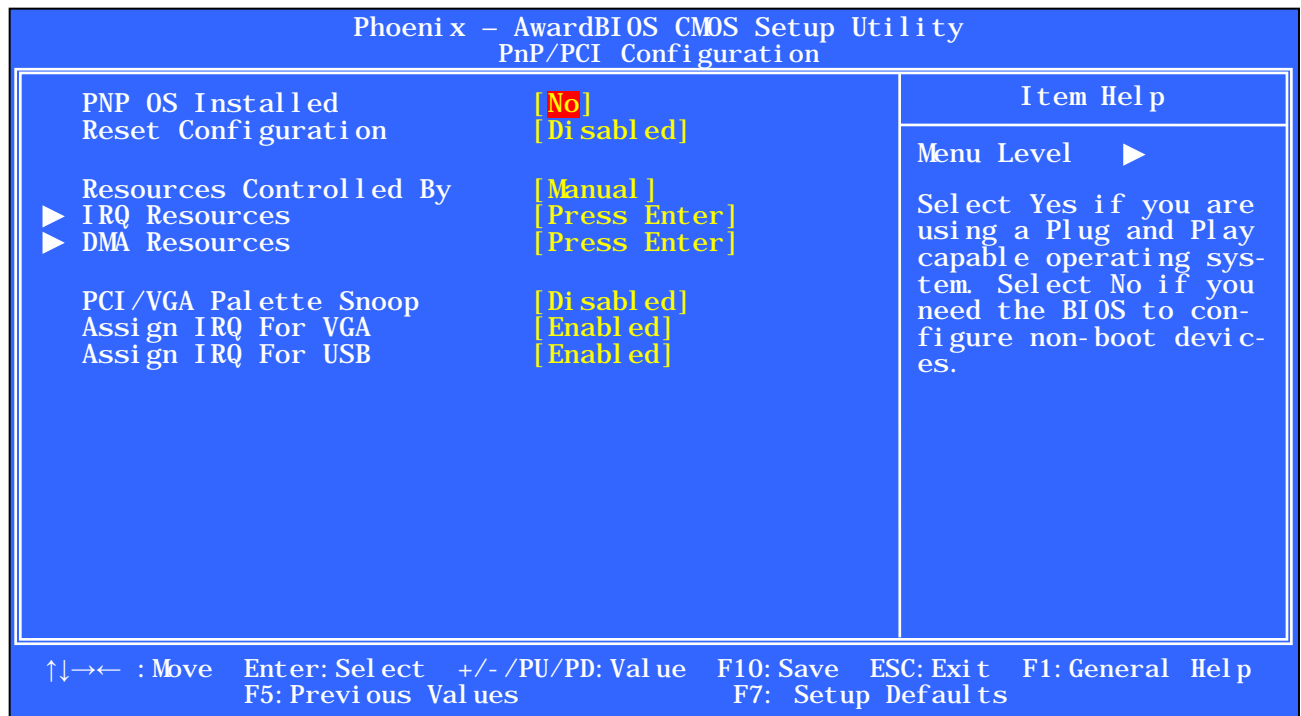 Phoenix – AwardBIOS CMOS Setup Utility
PnP/PCI Configuration
PNP OS Installed [No]
Reset Configuration [Disabled]
Resources Controlled By [Manual]
▶ IRQ Resources [Press Enter]
▶ DMA Resources [Press Enter]
PCI/VGA Palette Snoop [Disabled]
Assign IRQ For VGA [Enabled]
Assign IRQ For USB [Enabled]
Item Help
Menu Level ▶
Select Yes if you are
using a Plug and Play
capable operating sys-
tem. Select No if you
need the BIOS to con-
figure non-boot devic-
es.
↑↓→← :Move Enter:Select +/-/PU/PD:Value F10:Save ESC:Exit F1:General Help
F5:Previous Values F7: Setup Defaults